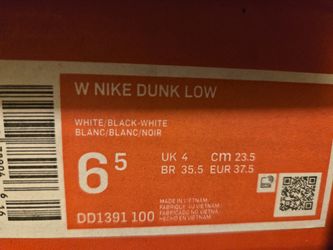 W NIKE DUNK LOW
WHITE/BLACK-WHITE
BLANC/BLANC/NOIR
6 5
UK 4 cm 23.5
BR 35.5 EUR 37.5
MADE IN VIETNAM
FABRIQUÉ AU VIETNAM
FABRICADO NO VIETNÃ
HECHO EN VIETNAM
DD1391 100